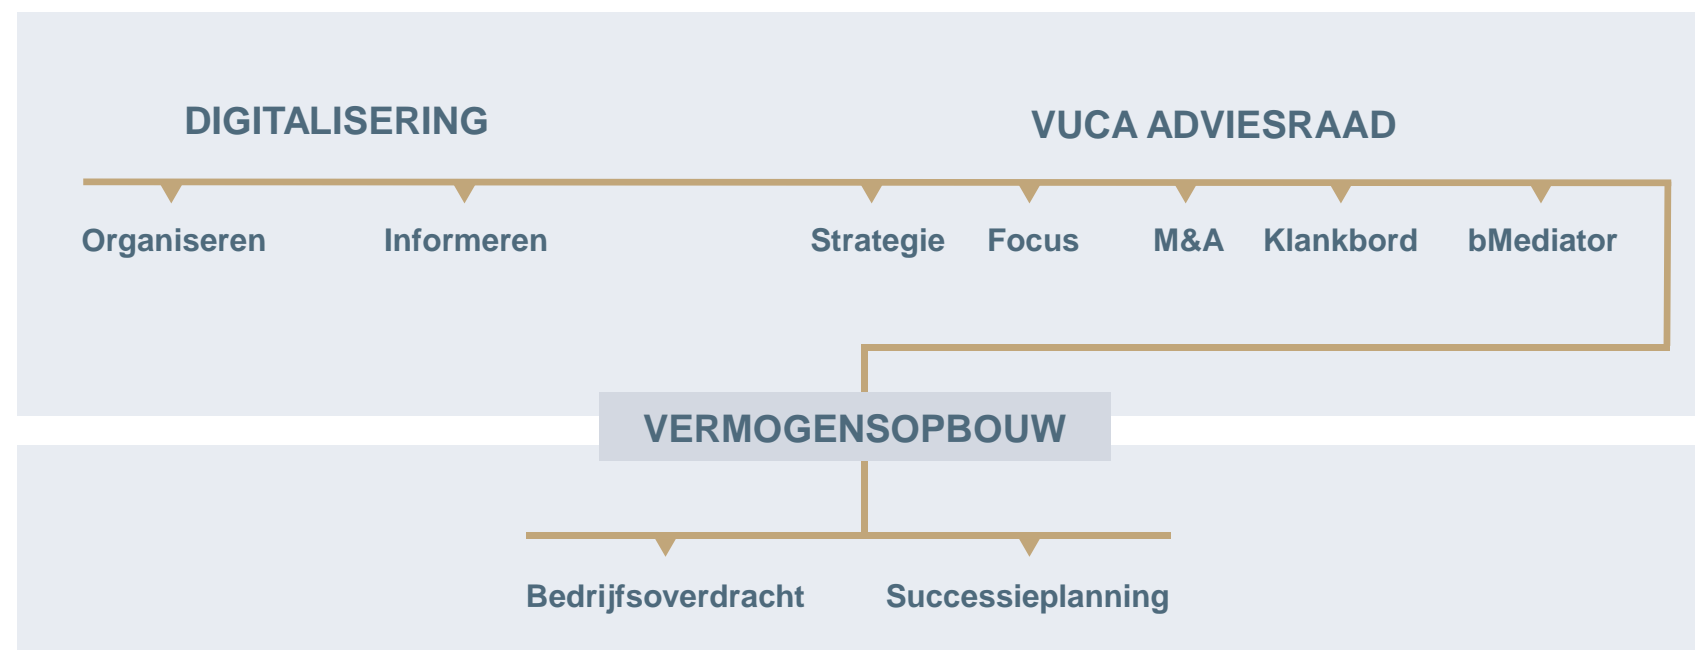 DIGITALISERING
VUCA ADVIESRAAD
Organiseren
Informeren
Strategie
Focus
M&A
Klankbord
bMediator
VERMOGENSOPBOUW
Bedrijfsoverdracht
Successieplanning